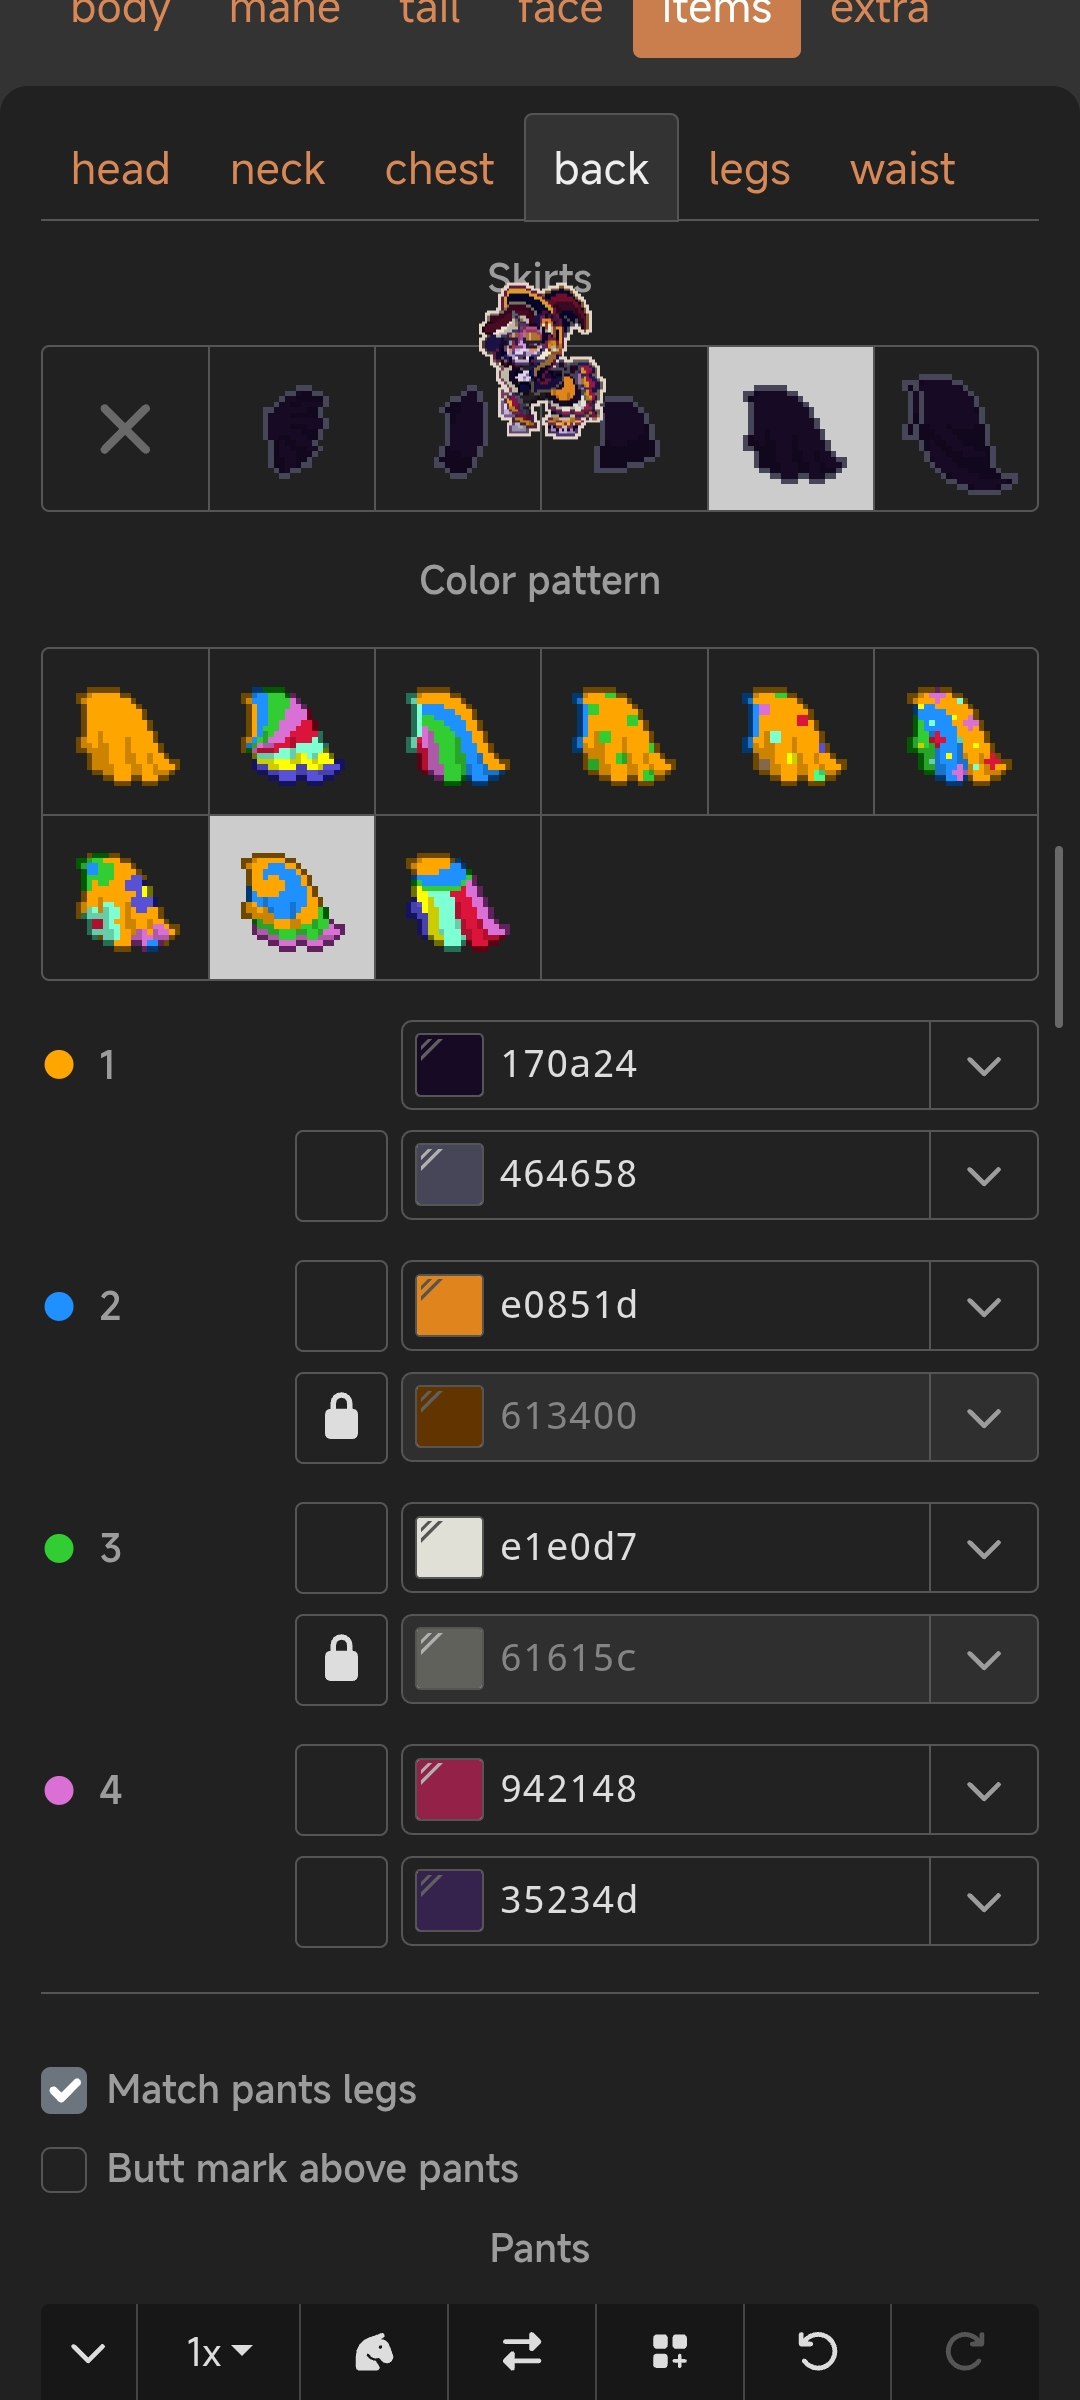 body mane tail face items extra
head neck chest back legs waist
Skirts
Color pattern
1 170a24
464658
2 e0851d
613400
3 e1e0d7
61615c
4 942148
35234d
Match pants legs
Butt mark above pants
Pants
1x